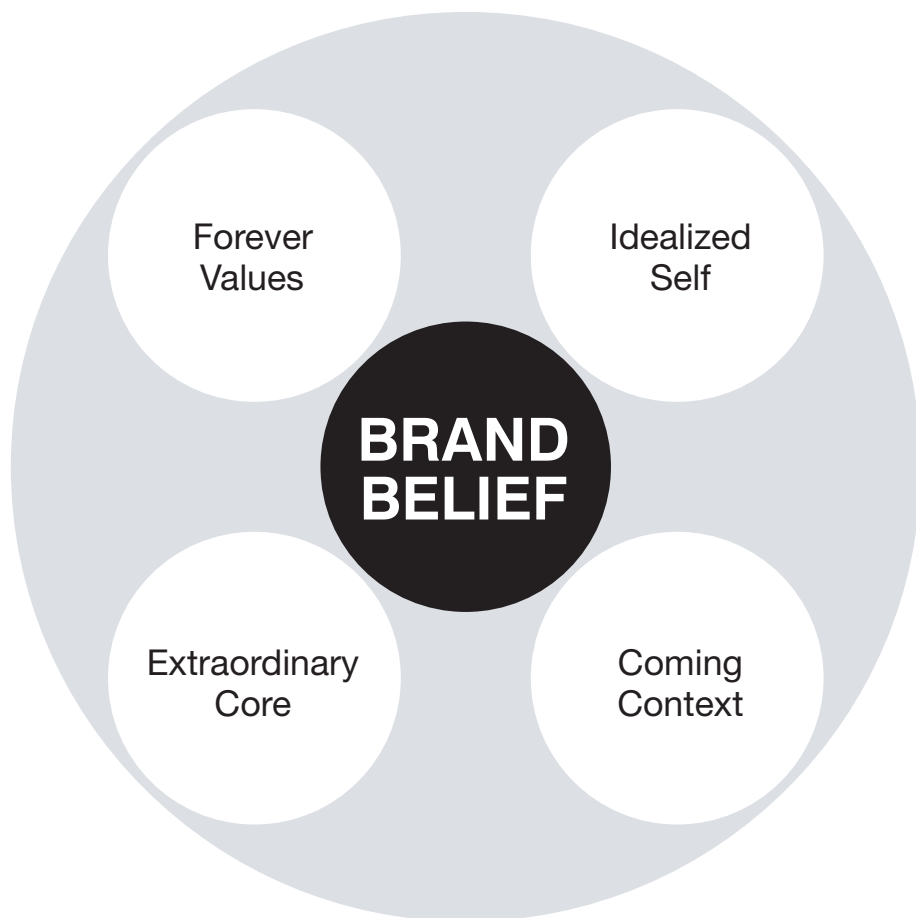 Forever
Values
Idealized
Self
BRAND
BELIEF
Extraordinary
Core
Coming
Context